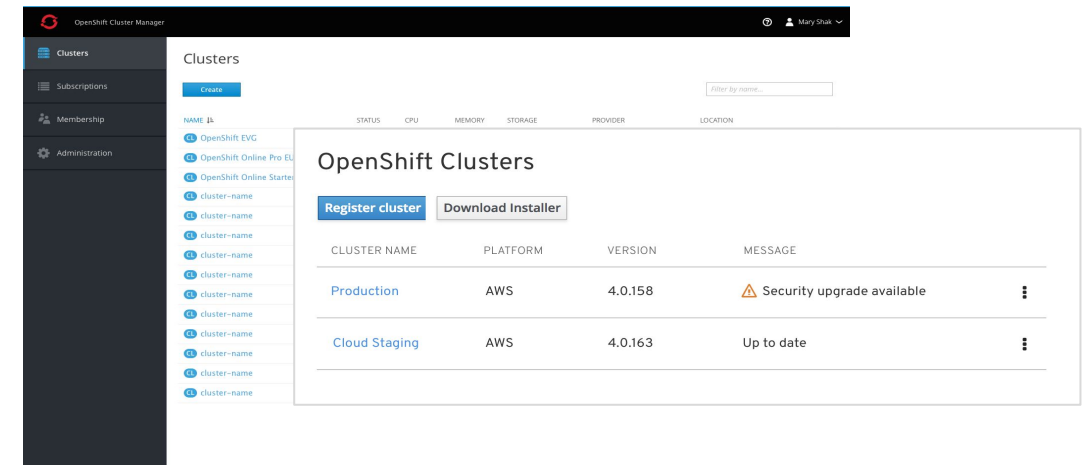 OpenShift Cluster Manager
Mary Shak
Clusters
Subscriptions
Membership
Administration
Clusters
Create
Filter by name...
NAME STATUS CPU MEMORY STORAGE PROVIDER LOCATION
CL OpenShift EVG
CL OpenShift Online Pro EU
CL OpenShift Online Starter
CL cluster-name
CL cluster-name
CL cluster-name
CL cluster-name
CL cluster-name
CL cluster-name
CL cluster-name
CL cluster-name
CL cluster-name
CL cluster-name
CL cluster-name
OpenShift Clusters
Register cluster Download Installer
CLUSTER NAME PLATFORM VERSION MESSAGE
Production AWS 4.0.158 Security upgrade available
Cloud Staging AWS 4.0.163 Up to date